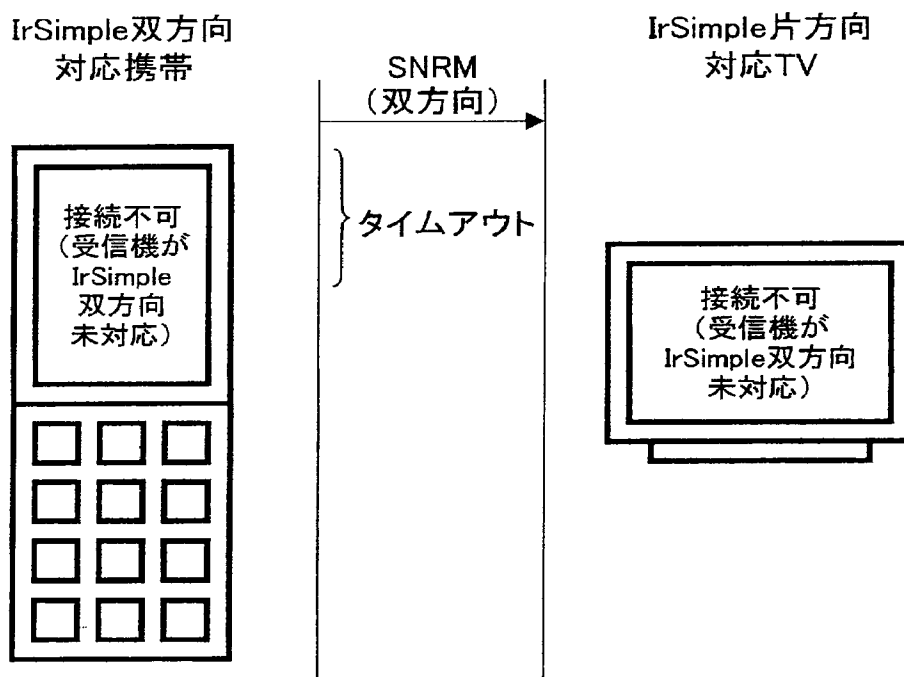 IrSimple双方向
対応携帯
SNRM
(双方向)
IrSimple片方向
対応TV
タイムアウト
接続不可
(受信機が
IrSimple
双方向
未対応)
接続不可
(受信機が
IrSimple双方向
未対応)